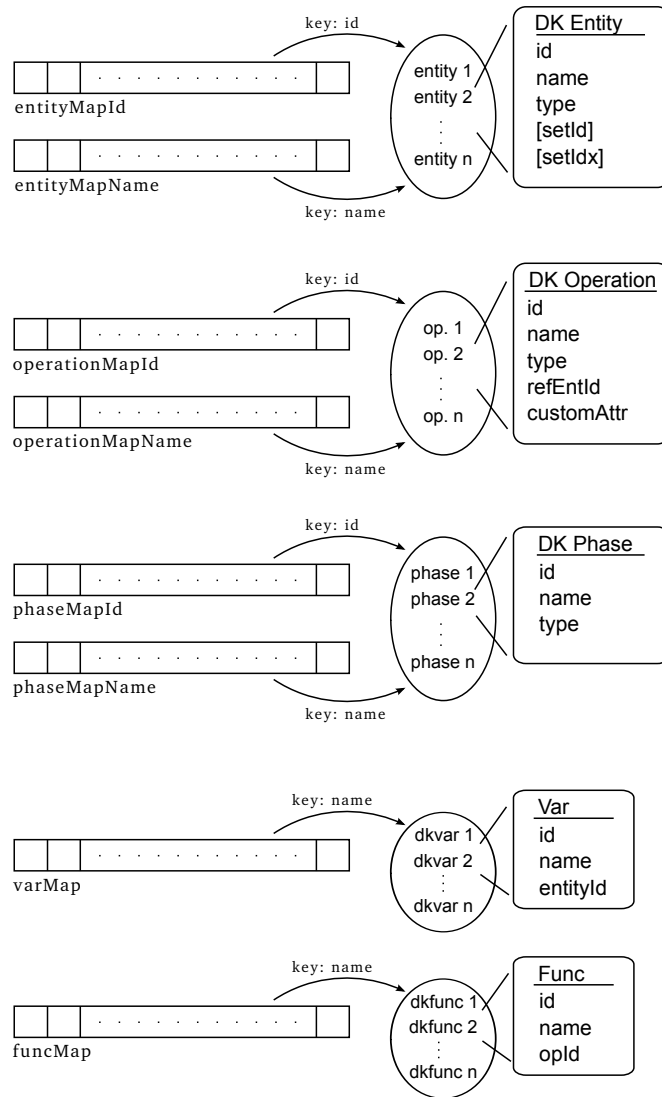 key: id
entityMapId
entityMapName
key: name
entity 1
entity 2
entity n
DK Entity
id
name
type
[setId]
[setIdx]
key: id
operationMapId
operationMapName
key: name
op. 1
op. 2
op. n
DK Operation
id
name
type
refEntId
customAttr
key: id
phaseMapId
phaseMapName
key: name
phase 1
phase 2
phase n
DK Phase
id
name
type
key: name
varMap
dkvar 1
dkvar 2
dkvar n
Var
id
name
entityId
key: name
funcMap
dkfunc 1
dkfunc 2
dkfunc n
Func
id
name
opId